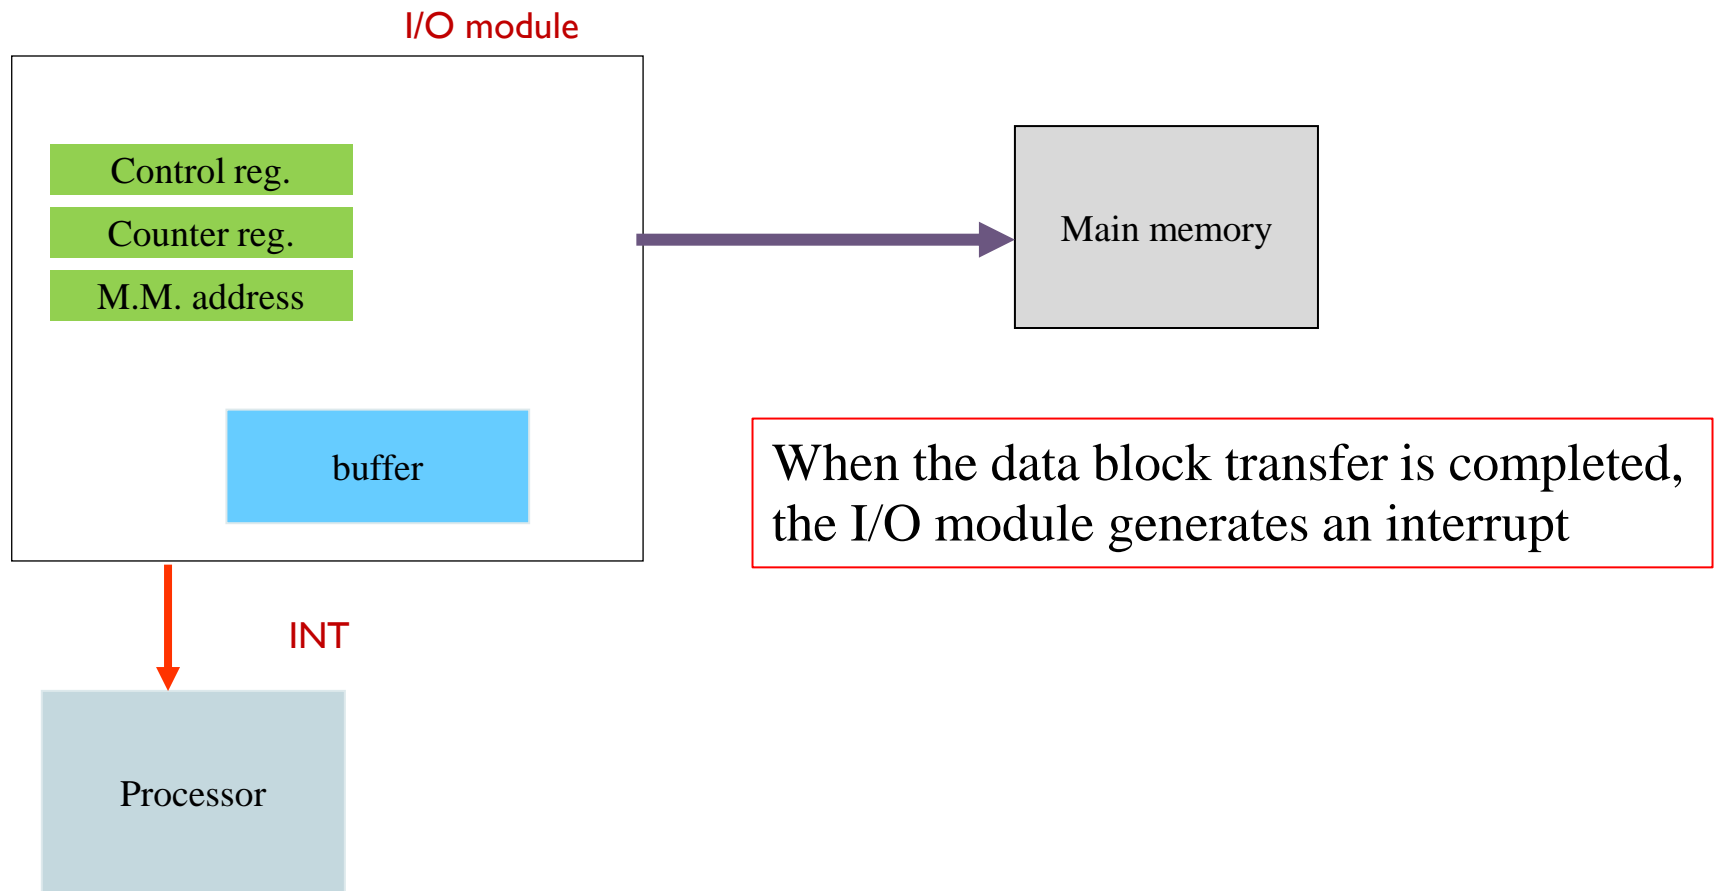 I/O module
Control reg.
Counter reg.
M.M. address
Main memory
buffer
When the data block transfer is completed,
the I/O module generates an interrupt
INT
Processor